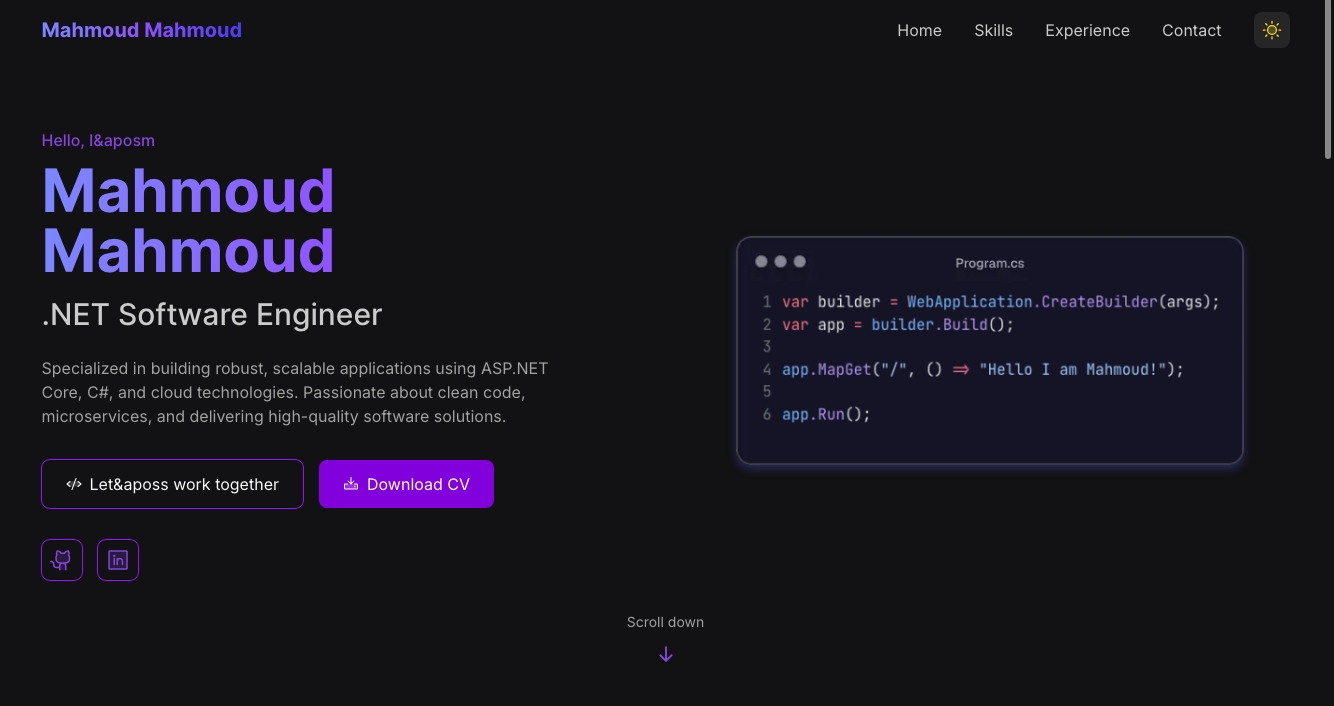 Mahmoud Mahmoud
Home Skills Experience Contact
Hello, I&aposm
Mahmoud
Mahmoud
.NET Software Engineer
Specialized in building robust, scalable applications using ASP.NET
Core, C#, and cloud technologies. Passionate about clean code,
microservices, and delivering high-quality software solutions.
</> Let&aposs work together
Download CV
in
Program.cs
1 var builder = WebApplication.CreateBuilder(args);
2 var app = builder.Build();
3
4 app.MapGet("/", () => "Hello I am Mahmoud!");
5
6 app.Run();
Scroll down